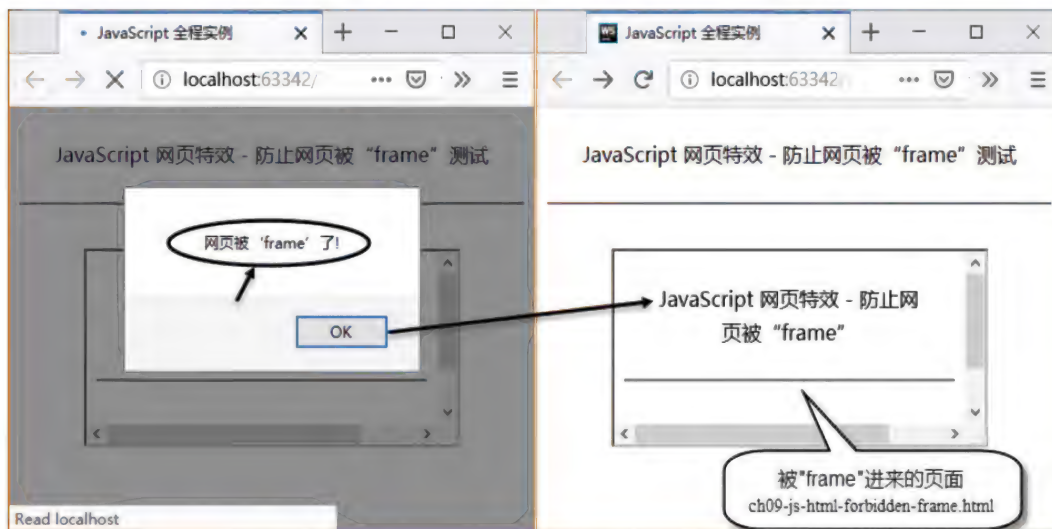 JavaScript 全程实例
localhost:63342/
JavaScript 网页特效 - 防止网页被“frame”测试
网页被‘frame’了!
OK
Read localhost
WS
JavaScript 全程实例
localhost:63342
JavaScript 网页特效 - 防止网页被“frame”测试
JavaScript 网页特效 - 防止网
页被“frame”
被"frame"进来的页面
ch09-js-html-forbidden-frame.html